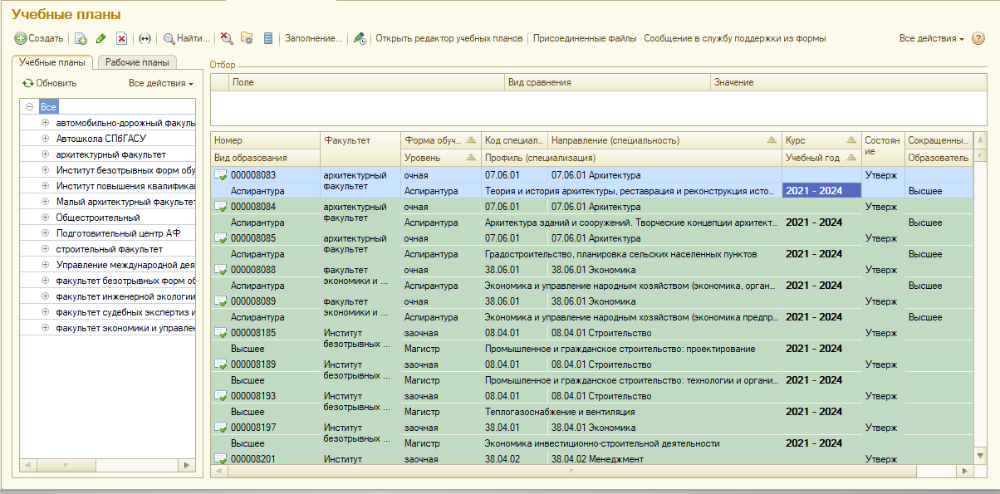 Учебные планы
Создать Найти... Заполнение... Открыть редактор учебных планов Присоединенные файлы Сообщение в службу поддержки из формы Все действия
Учебные планы Рабочие планы
Обновить Все действия
Все
автомобильно-дорожный факуль
Автошкола СПбГАСУ
архитектурный факультет
Институт безотрывных форм обу
Институт повышения квалифика
Малый архитектурный факультет
Общестроительный
Подготовительный центр АФ
строительный факультет
Управление международной дея
факультет безотрывных форм об
факультет инженерной экологии
факультет судебных экспертиз и
факультет экономики и управлен
Отбор
Поле Вид сравнения Значение
Номер Факультет Форма обуч... Код специал... Направление (специальность) Курс Состоян ие Сокращенны...
Вид образования Уровень Профиль (специализация) Учебный год Образователь
000008083 архитектурный факультет очная 07.06.01 07.06.01 Архитектура Утверж
Аспирантура Аспирантура Теория и история архитектуры, реставрация и реконструкция исто... 2021 - 2024 Высшее
000008084 архитектурный факультет очная 07.06.01 07.06.01 Архитектура Утверж
Аспирантура Аспирантура Архитектура зданий и сооружений. Творческие концепции архитект... 2021 - 2024 Высшее
000008085 архитектурный факультет очная 07.06.01 07.06.01 Архитектура Утверж
Аспирантура Аспирантура Градостроительство, планировка сельских населенных пунктов 2021 - 2024 Высшее
000008088 факультет экономики и ... очная 38.06.01 38.06.01 Экономика Утверж
Аспирантура Аспирантура Экономика и управление народным хозяйством (экономика, орган... 2021 - 2024 Высшее
000008089 факультет экономики и ... очная 38.06.01 38.06.01 Экономика Утверж
Аспирантура Аспирантура Экономика и управление народным хозяйством (экономика предпр... 2021 - 2024 Высшее
000008185 Институт безотрывных ... заочная 08.04.01 08.04.01 Строительство Утверж
Высшее Магистр Промышленное и гражданское строительство: проектирование 2021 - 2024
000008189 Институт безотрывных ... заочная 08.04.01 08.04.01 Строительство Утверж
Высшее Магистр Промышленное и гражданское строительство: технологии и органи... 2021 - 2024
000008193 Институт безотрывных ... заочная 08.04.01 08.04.01 Строительство Утверж
Высшее Магистр Теплогазоснабжение и вентиляция 2021 - 2024
000008197 Институт безотрывных ... заочная 38.04.01 38.04.01 Экономика Утверж
Высшее Магистр Экономика инвестиционно-строительной деятельности 2021 - 2024
000008201 Институт заочная 38.04.02 38.04.02 Менеджмент Утверж